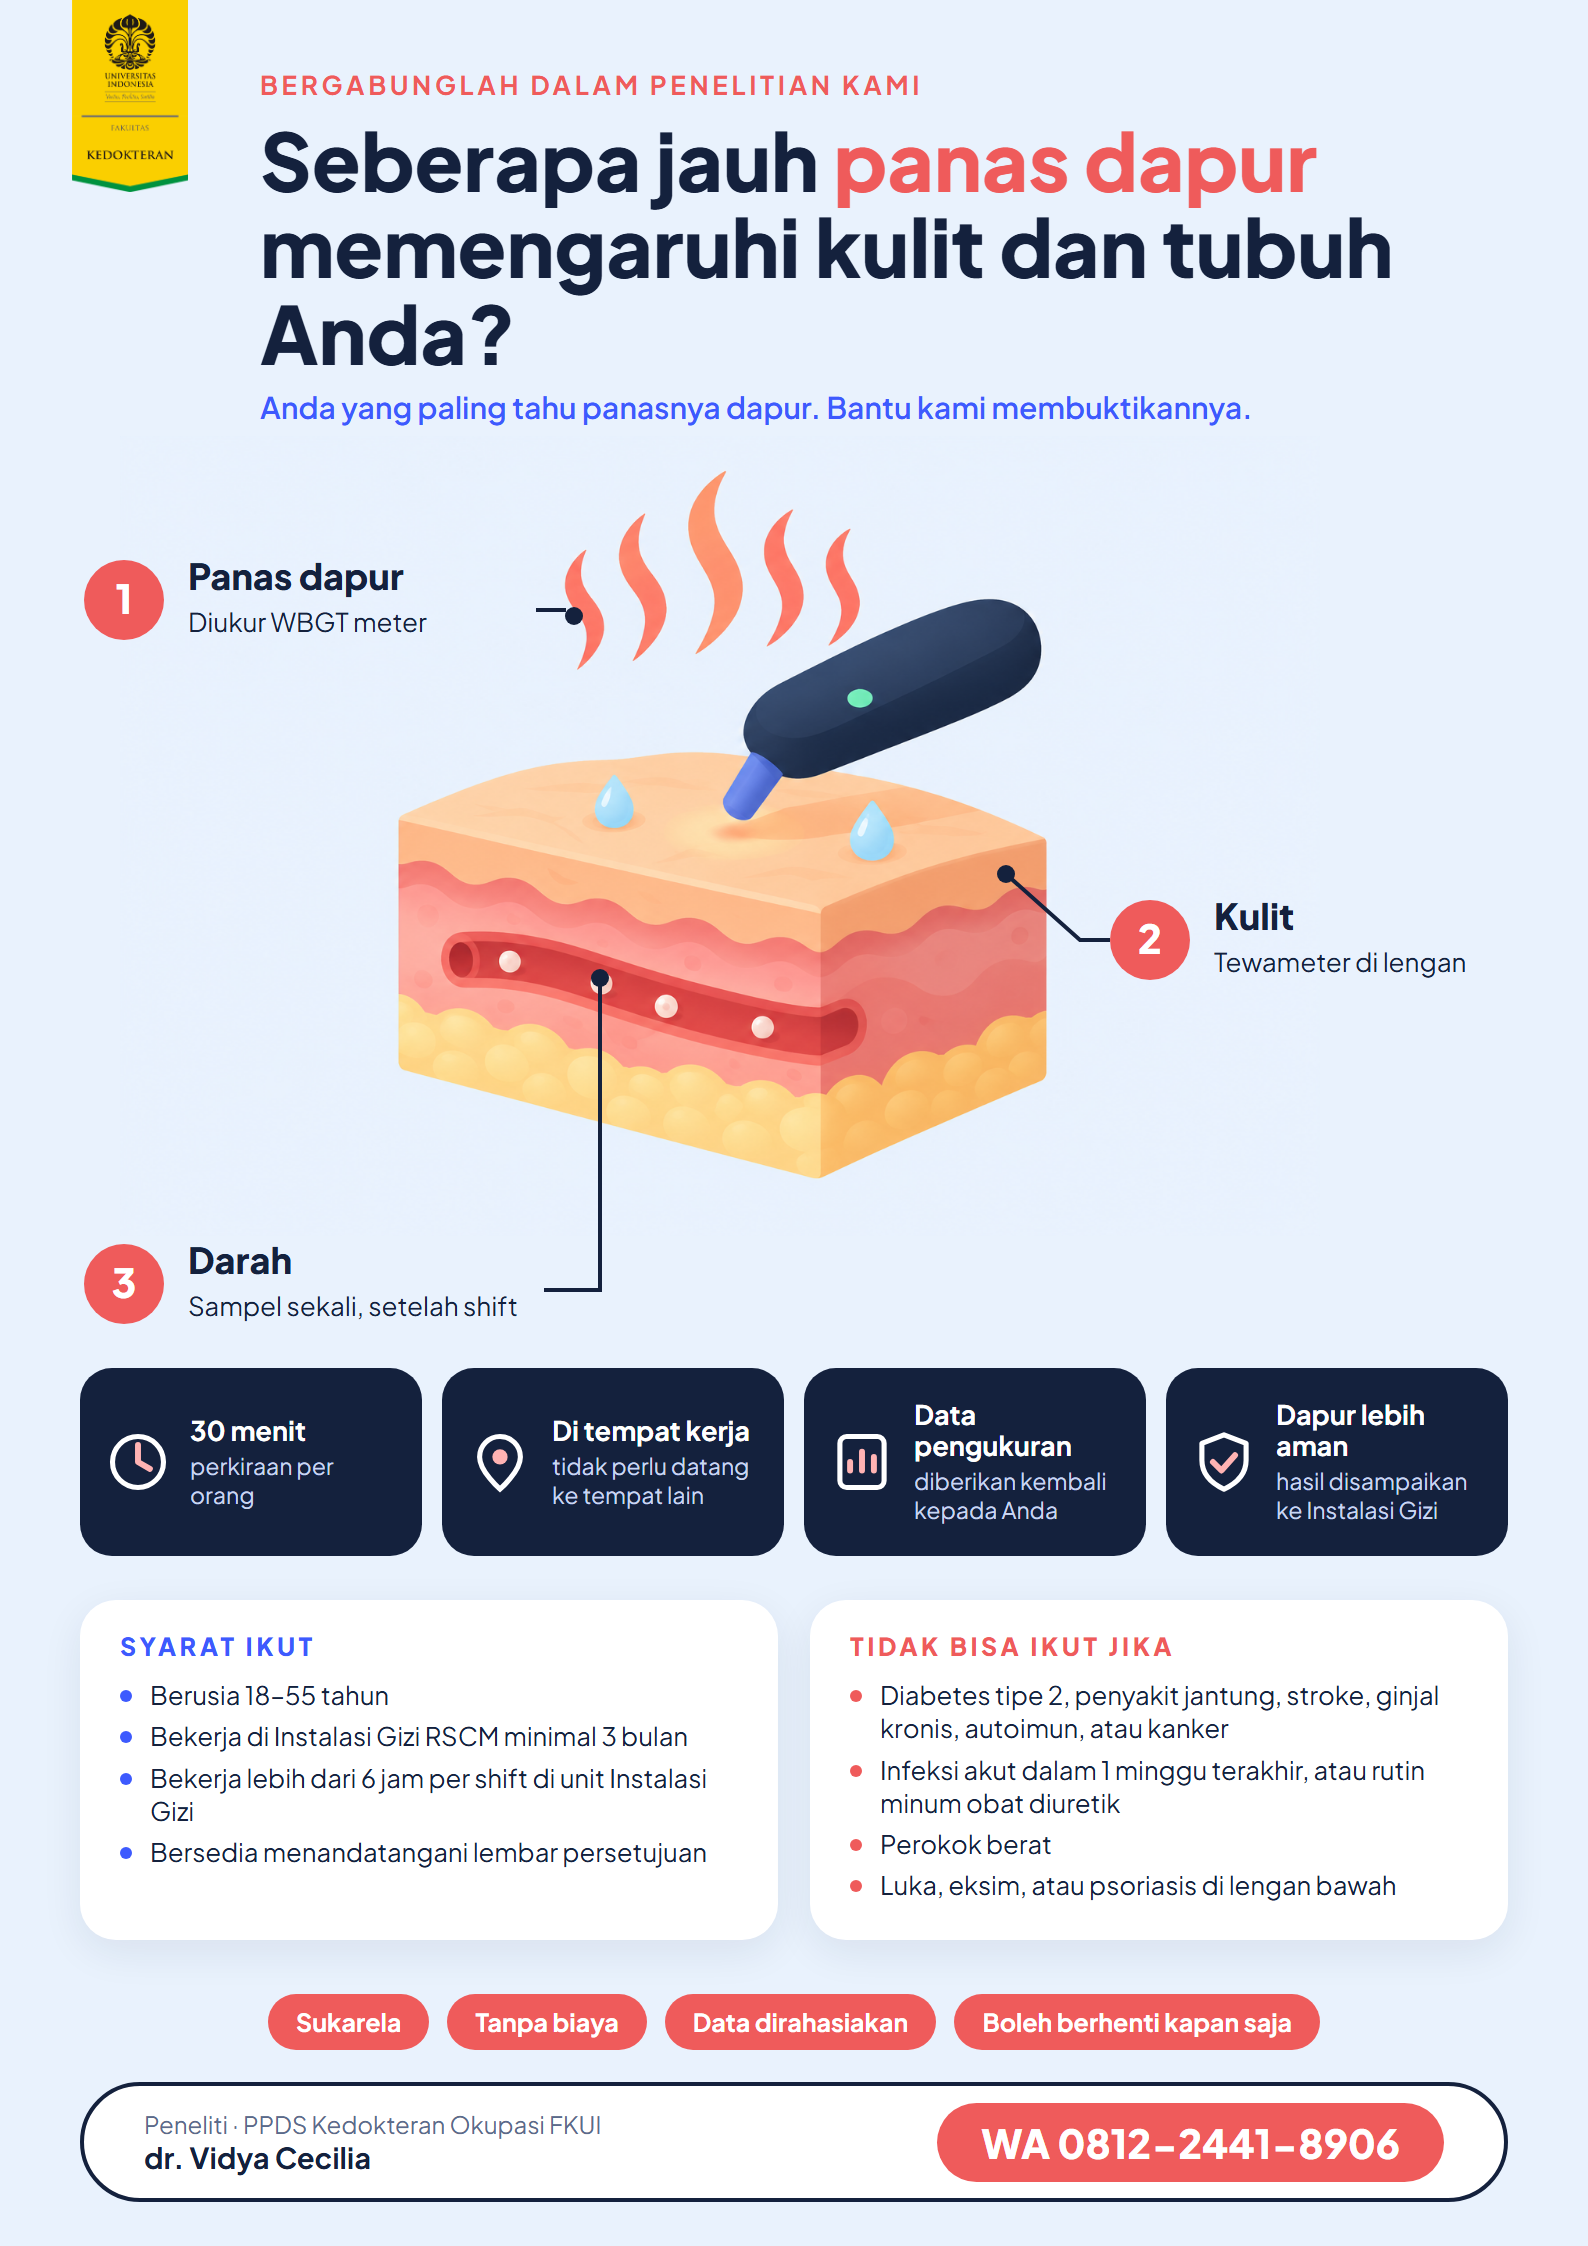 UNIVERSITAS
INDONESIA
Veritas, Probitas, Iustitia
FAKULTAS
KEDOKTERAN
BERGABUNGLAH DALAM PENELITIAN KAMI
Seberapa jauh panas dapur
memengaruhi kulit dan tubuh
Anda?
Anda yang paling tahu panasnya dapur. Bantu kami membuktikannya.
1
Panas dapur
Diukur WBGT meter
2
Kulit
Tewameter di lengan
3
Darah
Sampel sekali, setelah shift
30 menit
perkiraan per
orang
Di tempat kerja
tidak perlu datang
ke tempat lain
Data
pengukuran
diberikan kembali
kepada Anda
Dapur lebih
aman
hasil disampaikan
ke Instalasi Gizi
SYARAT IKUT
Berusia 18–55 tahun
Bekerja di Instalasi Gizi RSCM minimal 3 bulan
Bekerja lebih dari 6 jam per shift di unit Instalasi
Gizi
Bersedia menandatangani lembar persetujuan
TIDAK BISA IKUT JIKA
Diabetes tipe 2, penyakit jantung, stroke, ginjal
kronis, autoimun, atau kanker
Infeksi akut dalam 1 minggu terakhir, atau rutin
minum obat diuretik
Perokok berat
Luka, eksim, atau psoriasis di lengan bawah
Sukarela
Tanpa biaya
Data dirahasiakan
Boleh berhenti kapan saja
Peneliti · PPDS Kedokteran Okupasi FKUI
dr. Vidya Cecilia
WA 0812-2441-8906